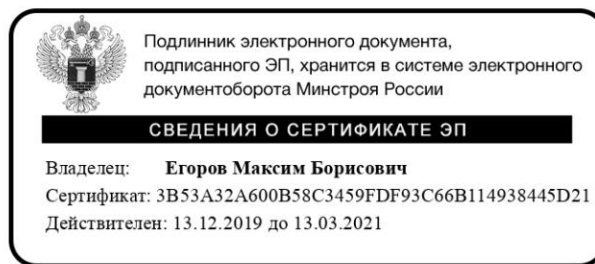 Подлинник электронного документа,
подписанного ЭП, хранится в системе электронного
документоборота Минстроя России
СВЕДЕНИЯ О СЕРТИФИКАТЕ ЭП
Владелец: Егоров Максим Борисович
Сертификат: 3B53A32A600B58C3459FDF93C66B114938445D21
Действителен: 13.12.2019 до 13.03.2021